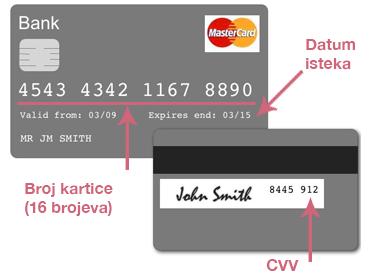 Bank
MasterCard
Datum
isteka
4543 4342 1167 8890
Valid from: 03/09 Expires end: 03/15
MR JM SMITH
Broj kartice
(16 brojeva)
John Smith 8445 912
CVV